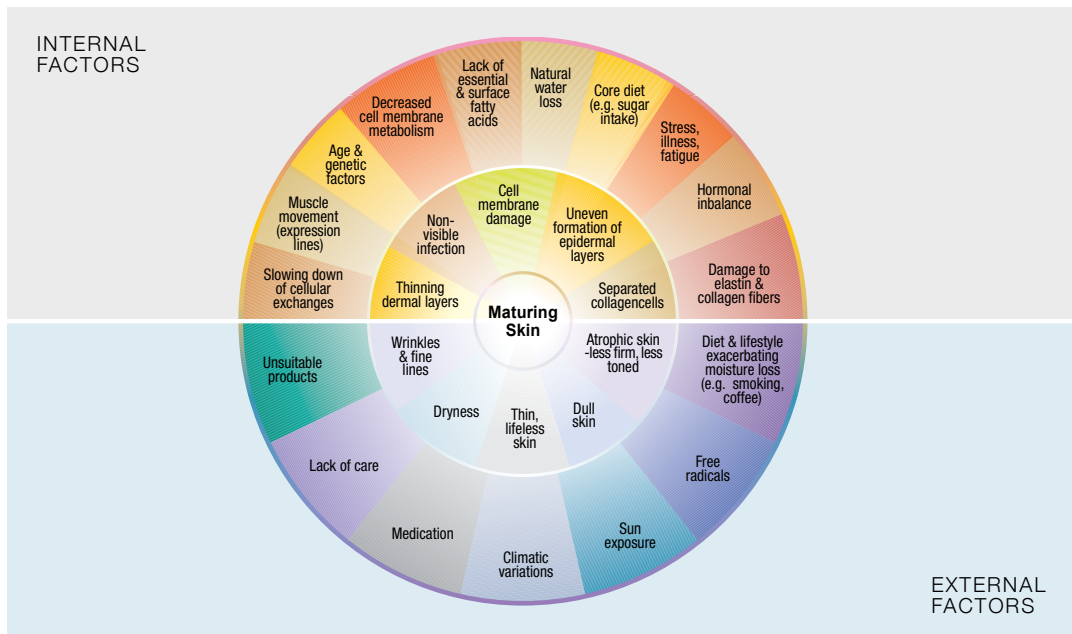 INTERNAL
FACTORS
Slowing down
of cellular
exchanges
Muscle
movement
(expression
lines)
Age &
genetic
factors
Decreased
cell membrane
metabolism
Lack of
essential
& surface
fatty
acids
Natural
water
loss
Core diet
(e.g. sugar
intake)
Stress,
illness,
fatigue
Hormonal
inbalance
Damage to
elastin &
collagen fibers
Thinning
dermal layers
Non-
visible
infection
Cell
membrane
damage
Uneven
formation of
epidermal
layers
Separated
collagencells
Maturing
Skin
Wrinkles
& fine
lines
Dryness
Thin,
lifeless
skin
Dull
skin
Atrophic skin
-less firm, less
toned
Unsuitable
products
Lack of care
Medication
Climatic
variations
Sun
exposure
Free
radicals
Diet & lifestyle
exacerbating
moisture loss
(e.g. smoking,
coffee)
EXTERNAL
FACTORS